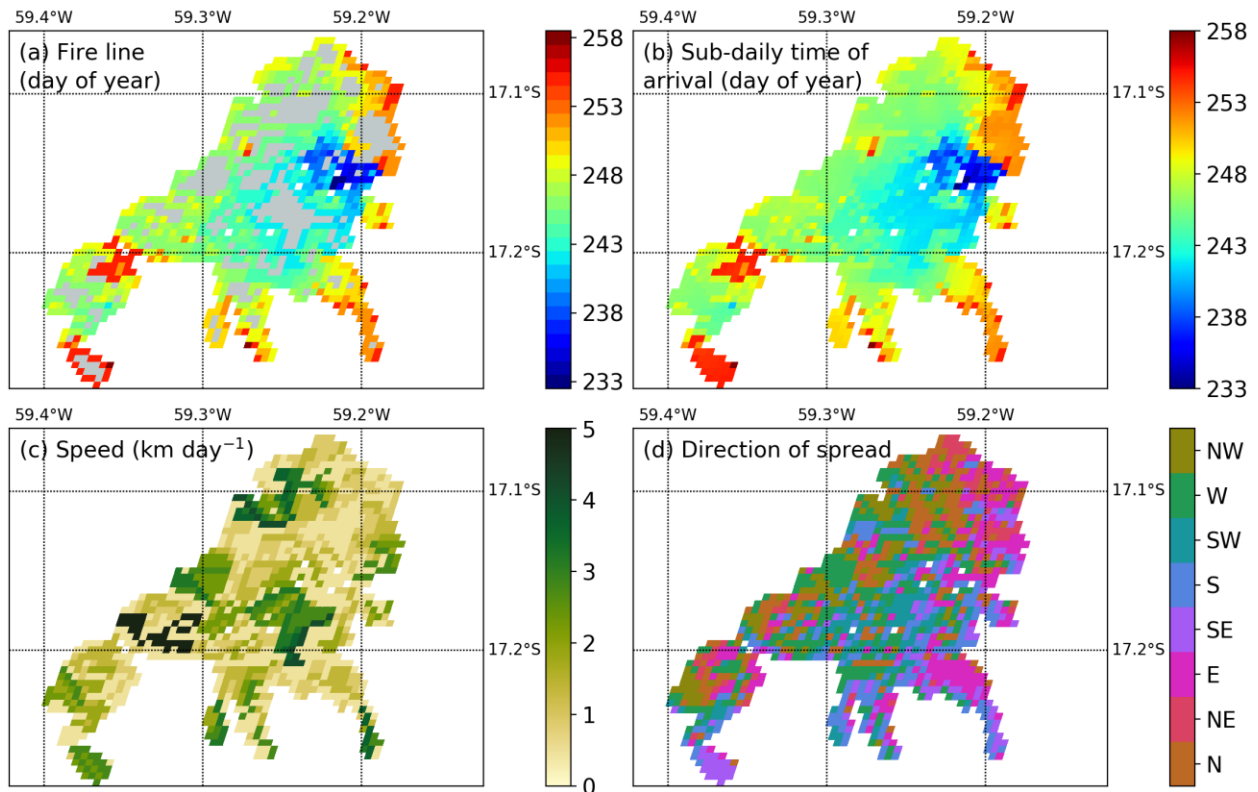 59.4°W 59.3°W 59.2°W 59.4°W 59.3°W 59.2°W
(a) Fire line
(day of year)
17.1°S
17.2°S
258
253
248
243
238
233
(b) Sub-daily time of
arrival (day of year)
17.1°S
17.2°S
258
253
248
243
238
233
59.4°W 59.3°W 59.2°W 59.4°W 59.3°W 59.2°W
(c) Speed (km day⁻¹)
17.1°S
17.2°S
5
4
3
2
1
0
(d) Direction of spread
17.1°S
17.2°S
NW
W
SW
S
SE
E
NE
N